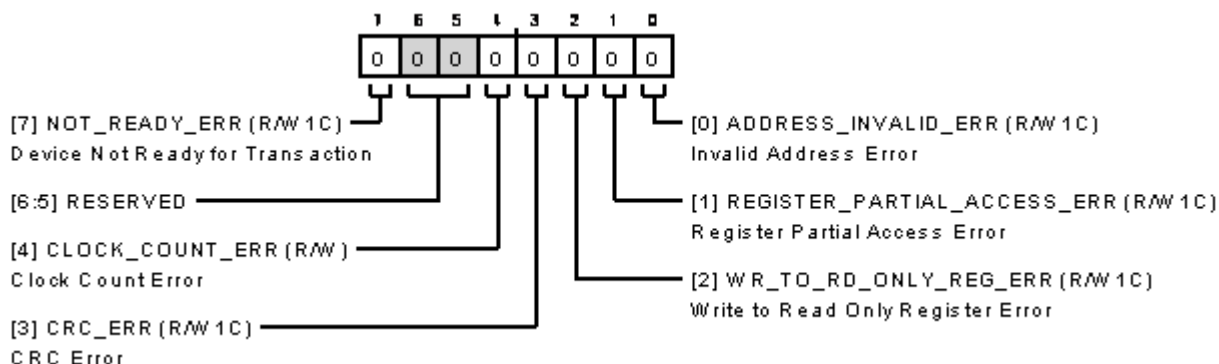 7 6 5 4 3 2 1 0
0 0 0 0 0 0 0 0
[7] NOT_READY_ERR (R/W1C)
Device Not Ready for Transaction
[6:5] RESERVED
[4] CLOCK_COUNT_ERR (R/W)
Clock Count Error
[3] CRC_ERR (R/W1C)
CRC Error
[0] ADDRESS_INVALID_ERR (R/W1C)
Invalid Address Error
[1] REGISTER_PARTIAL_ACCESS_ERR (R/W1C)
Register Partial Access Error
[2] WR_TO_RD_ONLY_REG_ERR (R/W1C)
Write to Read Only Register Error